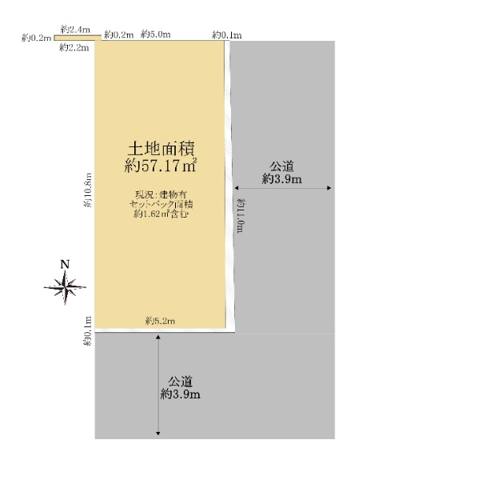 約2.4m
約0.2m
約2.2m
約0.2m
約5.0m
約0.1m
土地面積
約57.17㎡
現況：建物有
セットバック面積
約1.62㎡含む
公道
約3.9m
約10.8m
約11.0m
N
約0.1m
約5.2m
公道
約3.9m